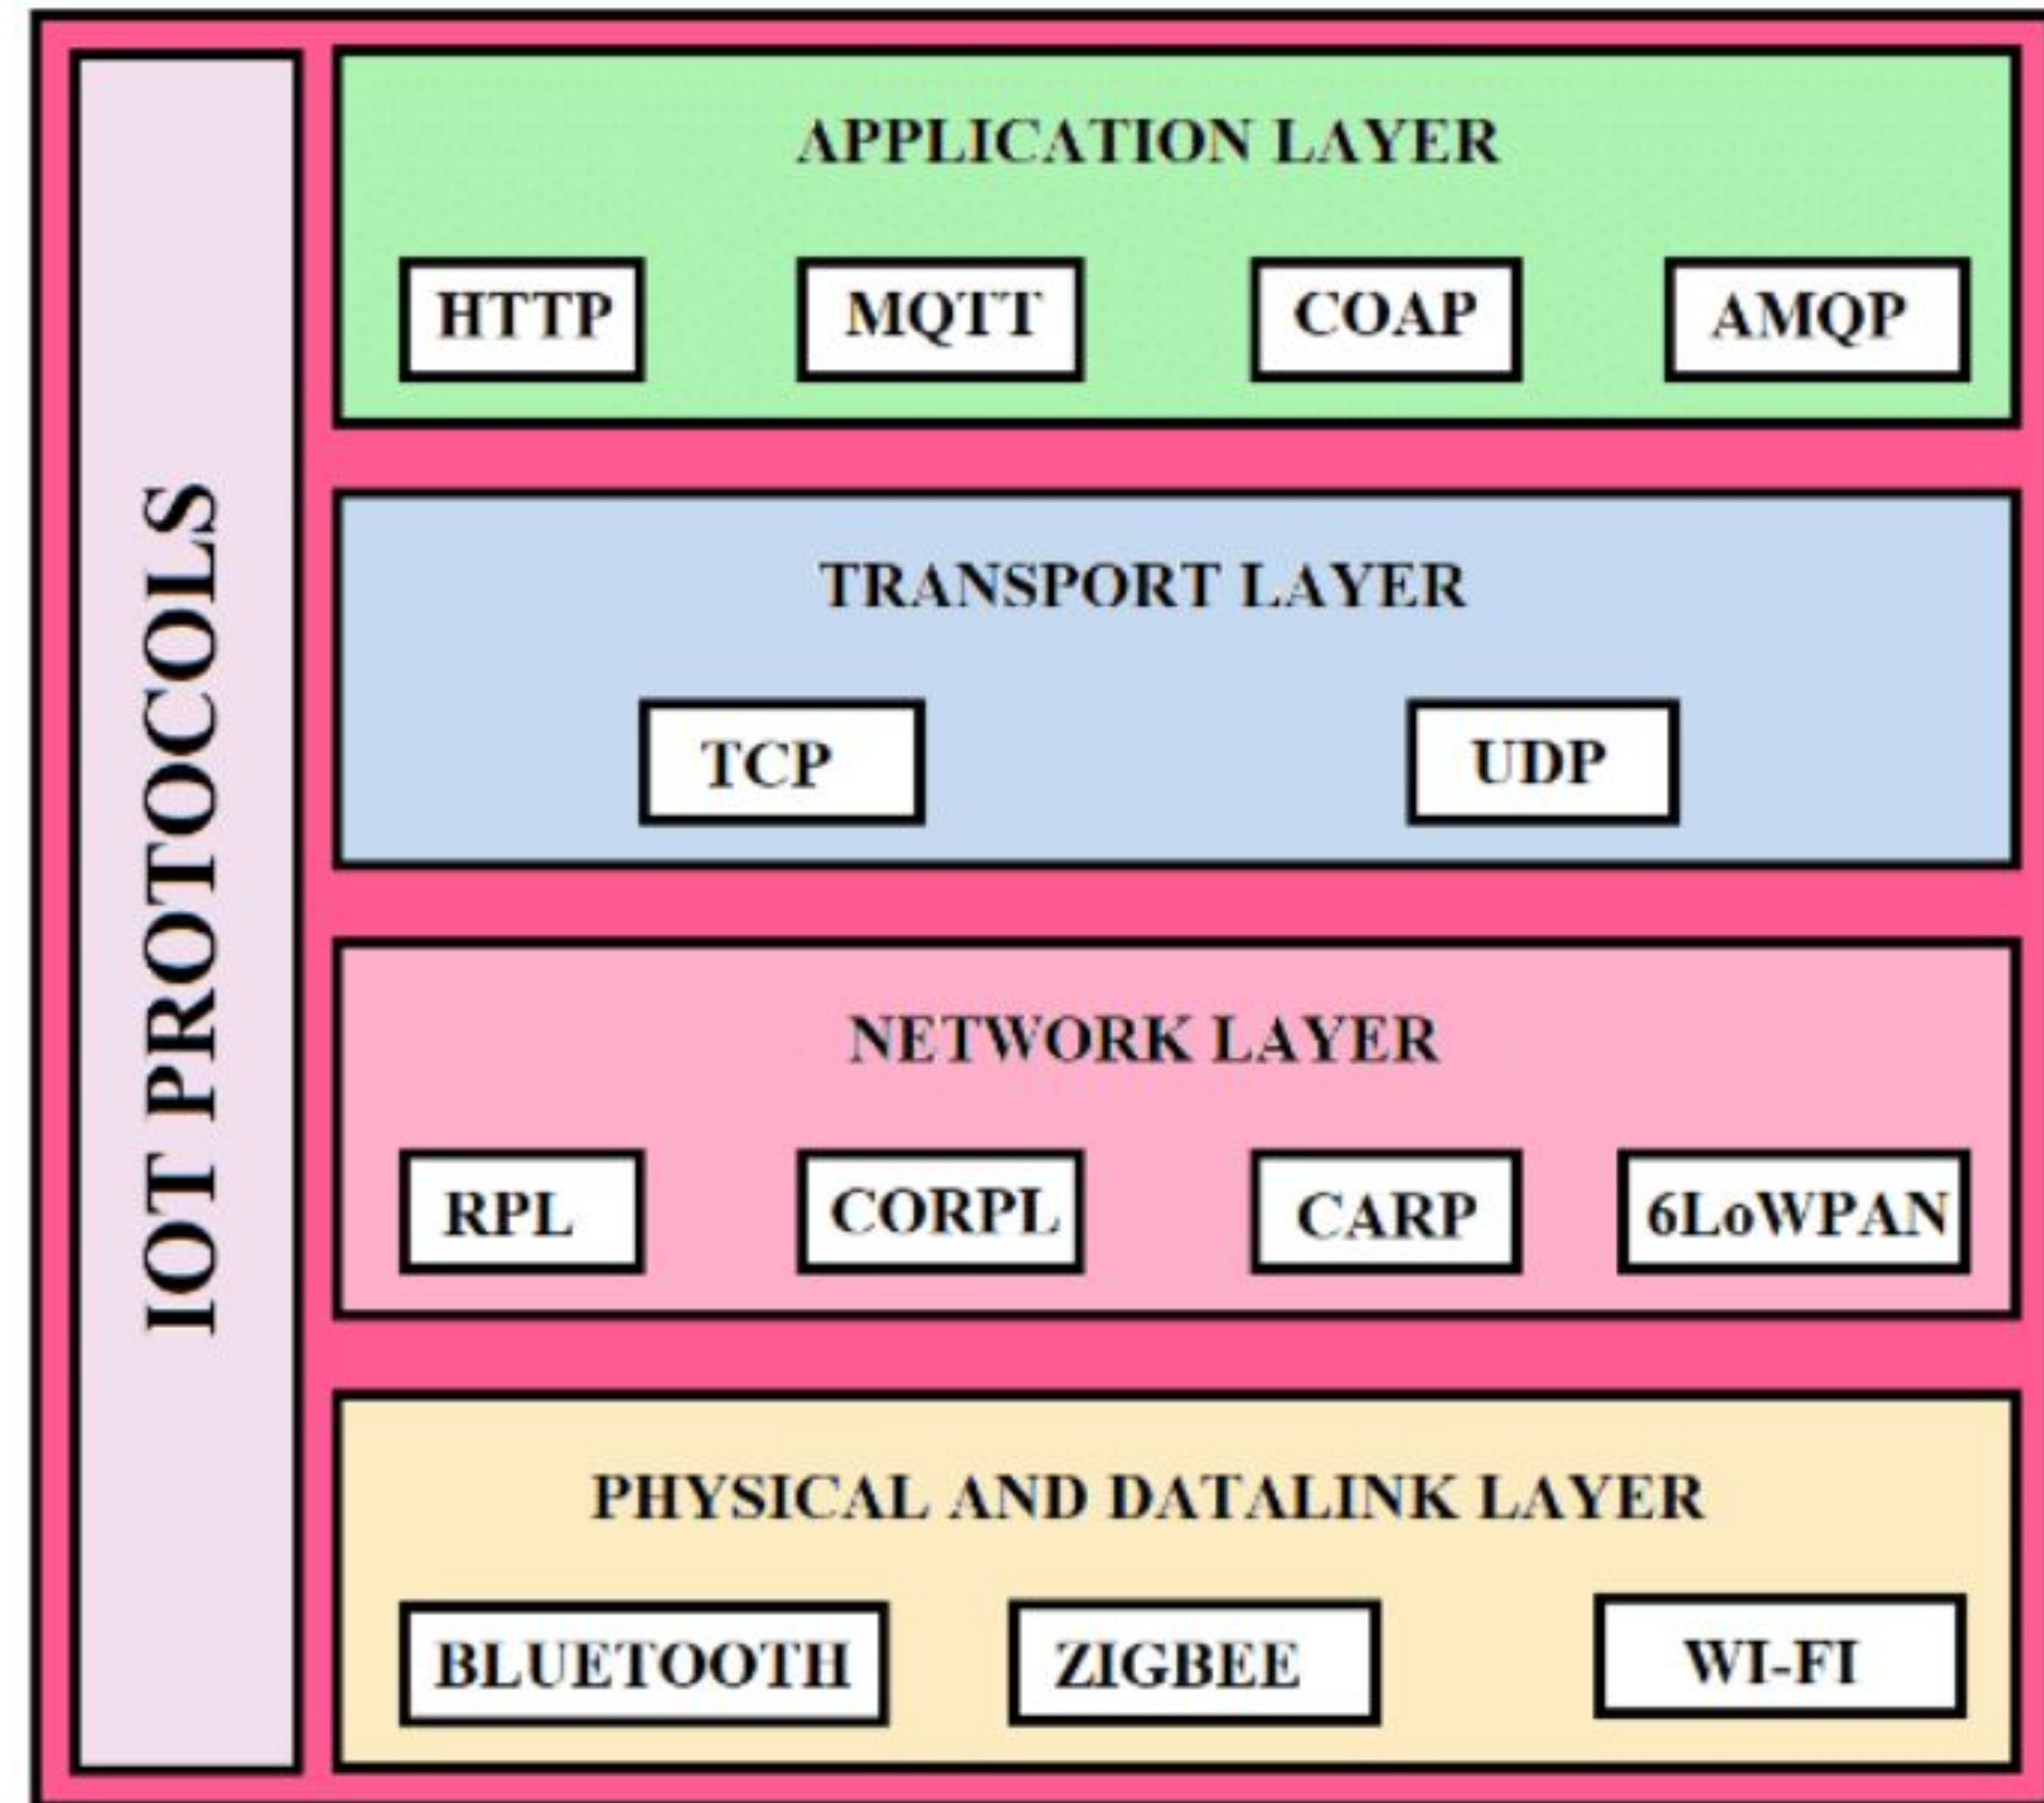 IOT PROTOCOLS
APPLICATION LAYER
HTTP MQTT COAP AMQP
TRANSPORT LAYER
TCP UDP
NETWORK LAYER
RPL CORPL CARP 6LoWPAN
PHYSICAL AND DATALINK LAYER
BLUETOOTH ZIGBEE WI-FI